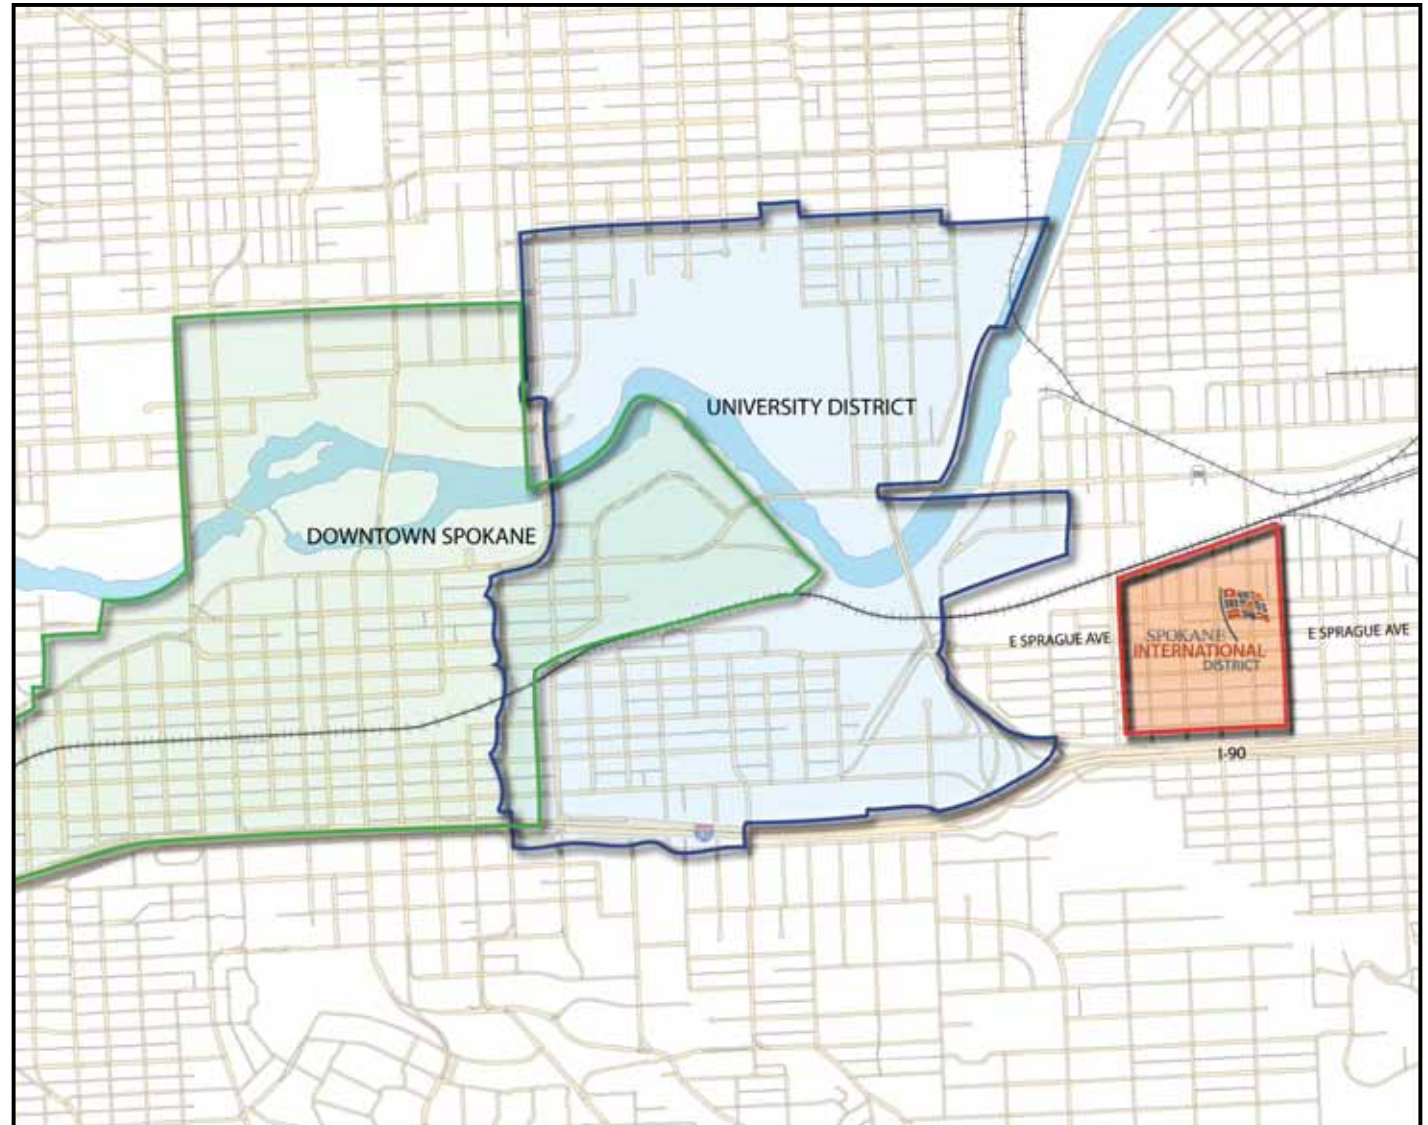 UNIVERSITY DISTRICT
DOWNTOWN SPOKANE
E SPRAGUE AVE
SPOKANE
INTERNATIONAL
DISTRICT
E SPRAGUE AVE
I-90